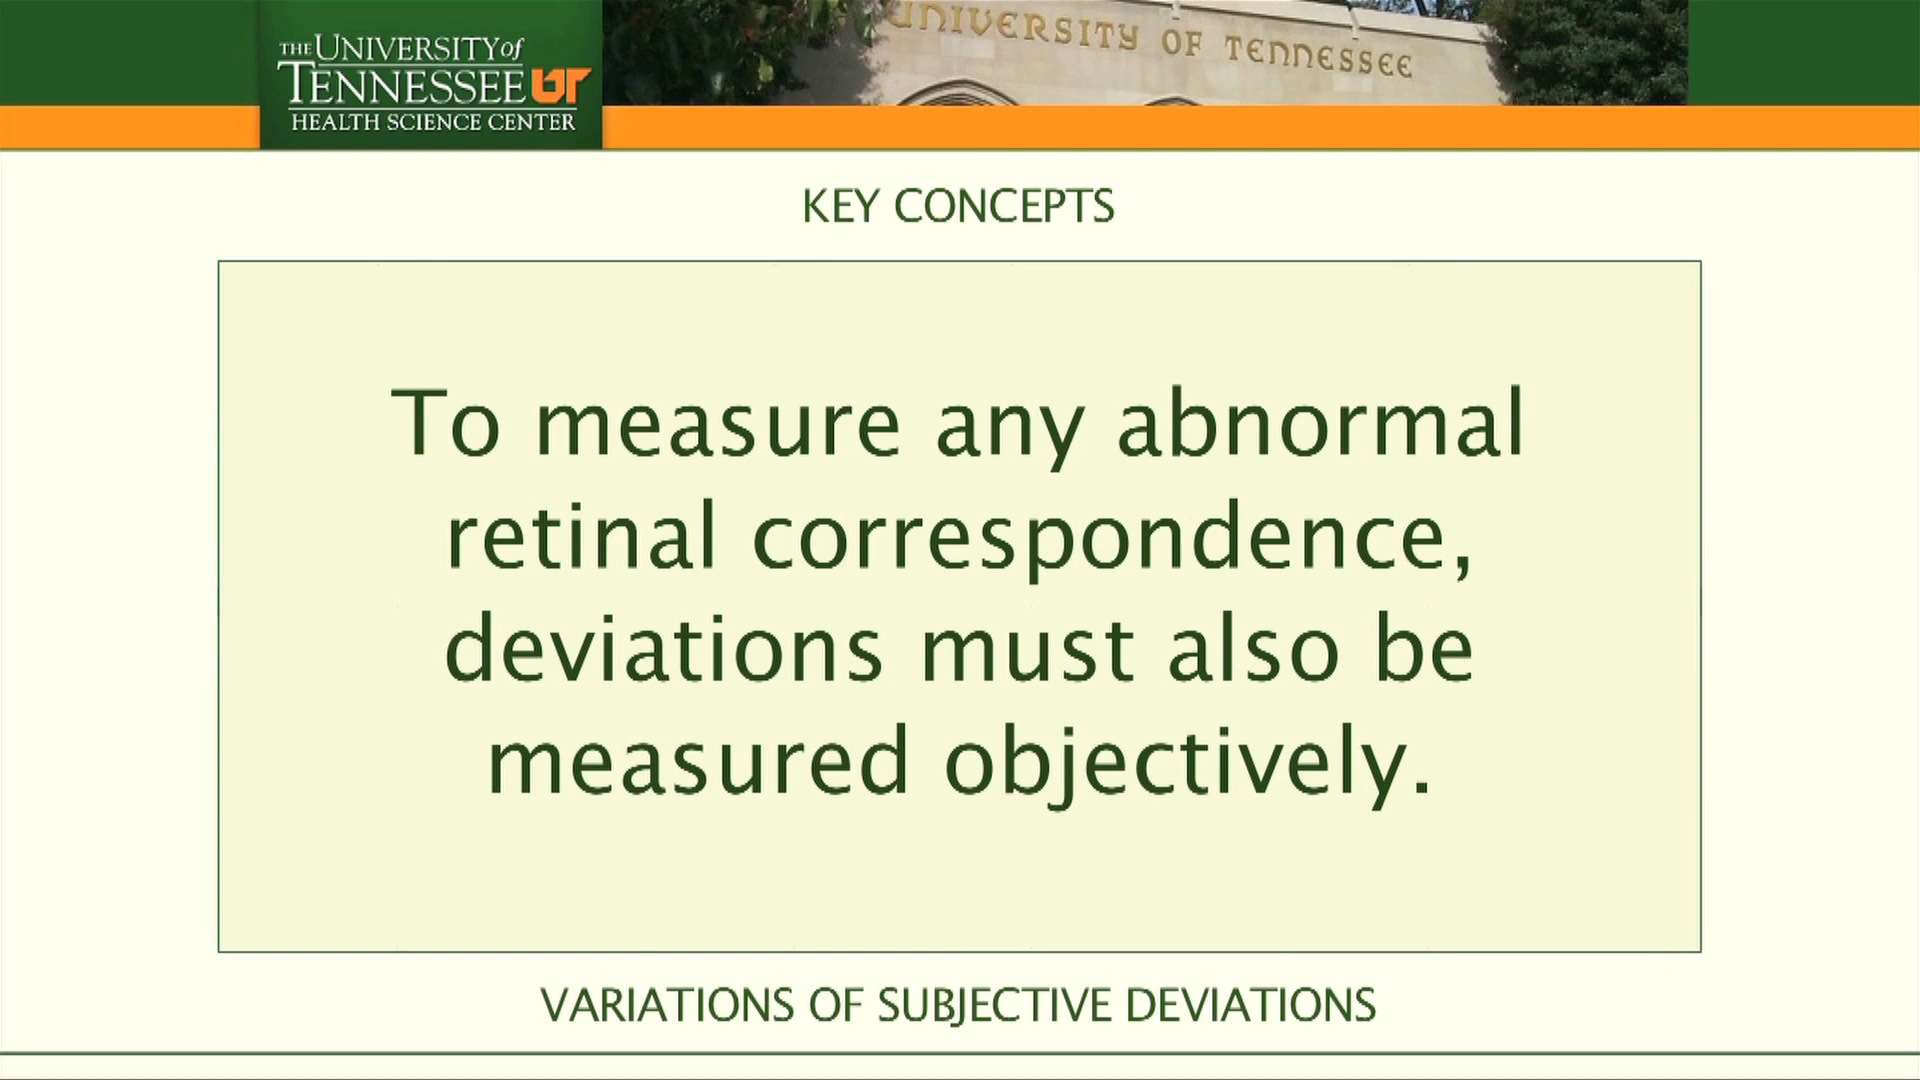 THE UNIVERSITY of
TENNESSEE UT
HEALTH SCIENCE CENTER
UNIVERSITY OF TENNESSEE
KEY CONCEPTS
To measure any abnormal
retinal correspondence,
deviations must also be
measured objectively.
VARIATIONS OF SUBJECTIVE DEVIATIONS